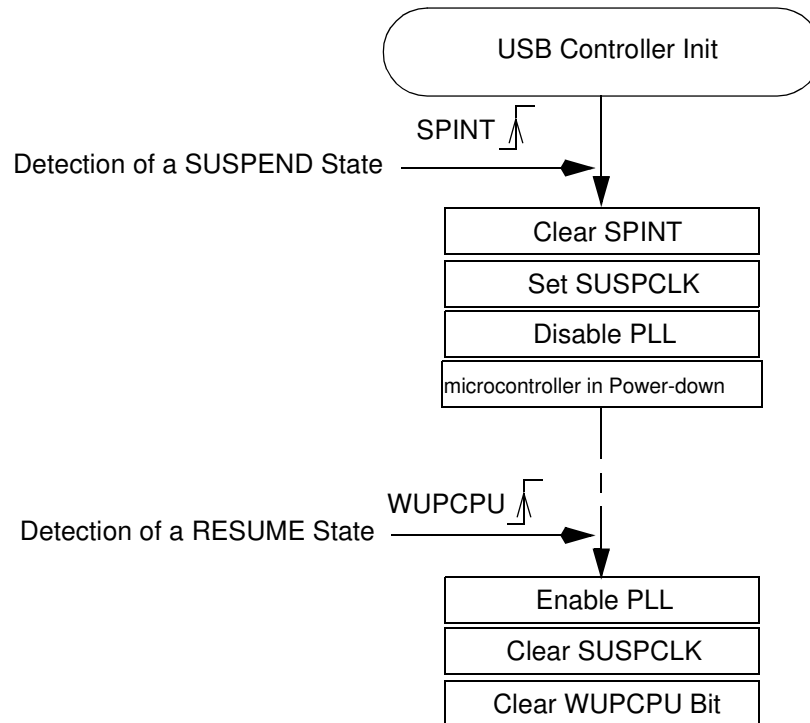 USB Controller Init
SPINT
Detection of a SUSPEND State
Clear SPINT
Set SUSPCLK
Disable PLL
microcontroller in Power-down
WUPCPU
Detection of a RESUME State
Enable PLL
Clear SUSPCLK
Clear WUPCPU Bit